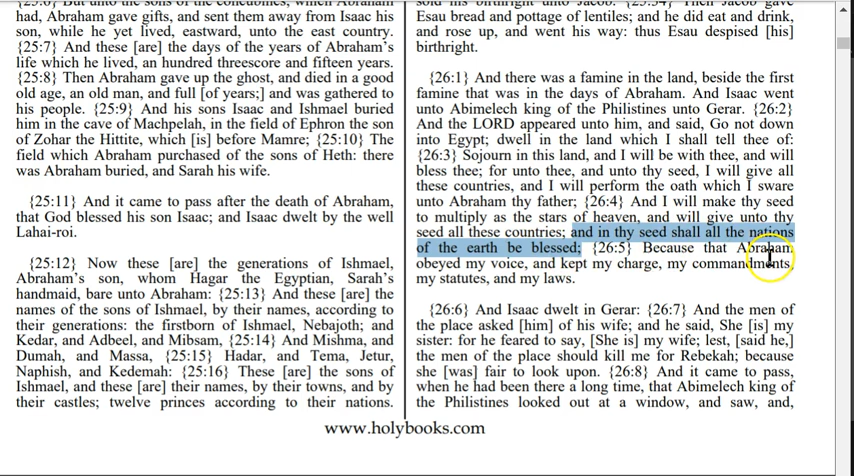 had, Abraham gave gifts, and sent them away from Isaac his
son, while he yet lived, eastward, unto the east country.
{25:7} And these [are] the days of the years of Abraham's
life which he lived, an hundred threescore and fifteen years.
{25:8} Then Abraham gave up the ghost, and died in a good
old age, an old man, and full [of years;] and was gathered to
his people. {25:9} And his sons Isaac and Ishmael buried
him in the cave of Machpelah, in the field of Ephron the son
of Zohar the Hittite, which [is] before Mamre; {25:10} The
field which Abraham purchased of the sons of Heth: there
was Abraham buried, and Sarah his wife.
{25:11} And it came to pass after the death of Abraham,
that God blessed his son Isaac; and Isaac dwelt by the well
Lahai-roi.
{25:12} Now these [are] the generations of Ishmael,
Abraham's son, whom Hagar the Egyptian, Sarah's
handmaid, bare unto Abraham: {25:13} And these [are] the
names of the sons of Ishmael, by their names, according to
their generations: the firstborn of Ishmael, Nebajoth; and
Kedar, and Adbeel, and Mibsam, {25:14} And Mishma, and
Dumah, and Massa, {25:15} Hadar, and Tema, Jetur,
Naphish, and Kedemah: {25:16} These [are] the sons of
Ishmael, and these [are] their names, by their towns, and by
their castles; twelve princes according to their nations.
Esau bread and pottage of lentiles; and he did eat and drink,
and rose up, and went his way: thus Esau despised [his]
birthright.
{26:1} And there was a famine in the land, beside the first
famine that was in the days of Abraham. And Isaac went
unto Abimelech king of the Philistines unto Gerar. {26:2}
And the LORD appeared unto him, and said, Go not down
into Egypt; dwell in the land which I shall tell thee of:
{26:3} Sojourn in this land, and I will be with thee, and will
bless thee; for unto thee, and unto thy seed, I will give all
these countries, and I will perform the oath which I sware
unto Abraham thy father; {26:4} And I will make thy seed
to multiply as the stars of heaven, and will give unto thy
seed all these countries; and in thy seed shall all the nations
of the earth be blessed; {26:5} Because that Abraham
obeyed my voice, and kept my charge, my commandments,
my statutes, and my laws.
{26:6} And Isaac dwelt in Gerar: {26:7} And the men of
the place asked [him] of his wife; and he said, She [is] my
sister: for he feared to say, [She is] my wife; lest, [said he,]
the men of the place should kill me for Rebekah; because
she [was] fair to look upon. {26:8} And it came to pass,
when he had been there a long time, that Abimelech king of
the Philistines looked out at a window, and saw, and,
www.holybooks.com